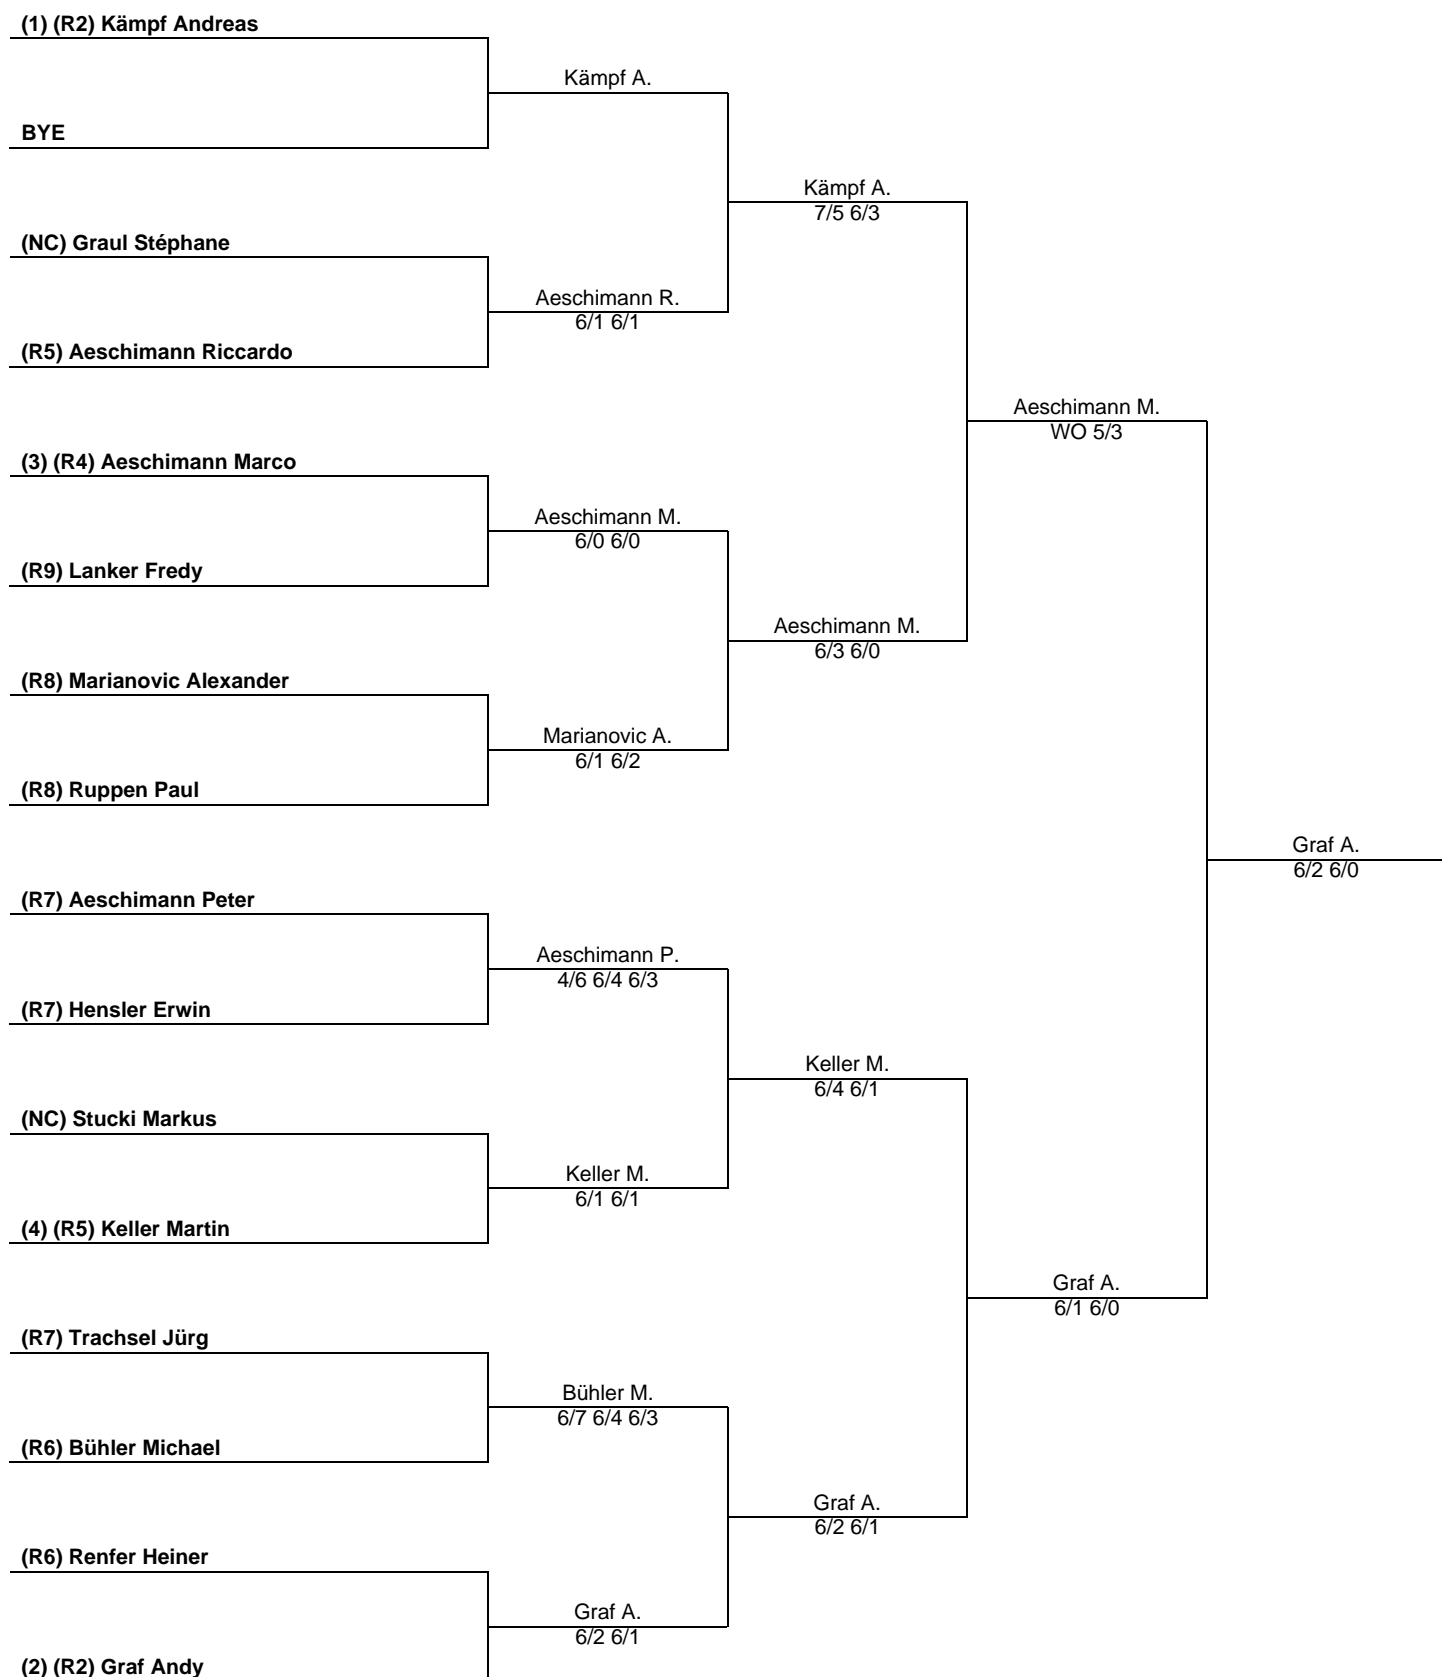 (1) (R2) Kämpf Andreas
Kämpf A.
BYE
Kämpf A.
7/5 6/3
(NC) Graul Stéphane
Aeschimann R.
6/1 6/1
(R5) Aeschimann Riccardo
Aeschimann M.
WO 5/3
(3) (R4) Aeschimann Marco
Aeschimann M.
6/0 6/0
(R9) Lanker Fredy
Aeschimann M.
6/3 6/0
(R8) Marianovic Alexander
Marianovic A.
6/1 6/2
(R8) Ruppen Paul
Graf A.
6/2 6/0
(R7) Aeschimann Peter
Aeschimann P.
4/6 6/4 6/3
(R7) Hensler Erwin
Keller M.
6/4 6/1
(NC) Stucki Markus
Keller M.
6/1 6/1
(4) (R5) Keller Martin
Graf A.
6/1 6/0
(R7) Trachsel Jürg
Bühler M.
6/7 6/4 6/3
(R6) Bühler Michael
Graf A.
6/2 6/1
(R6) Renfer Heiner
Graf A.
6/2 6/1
(2) (R2) Graf Andy